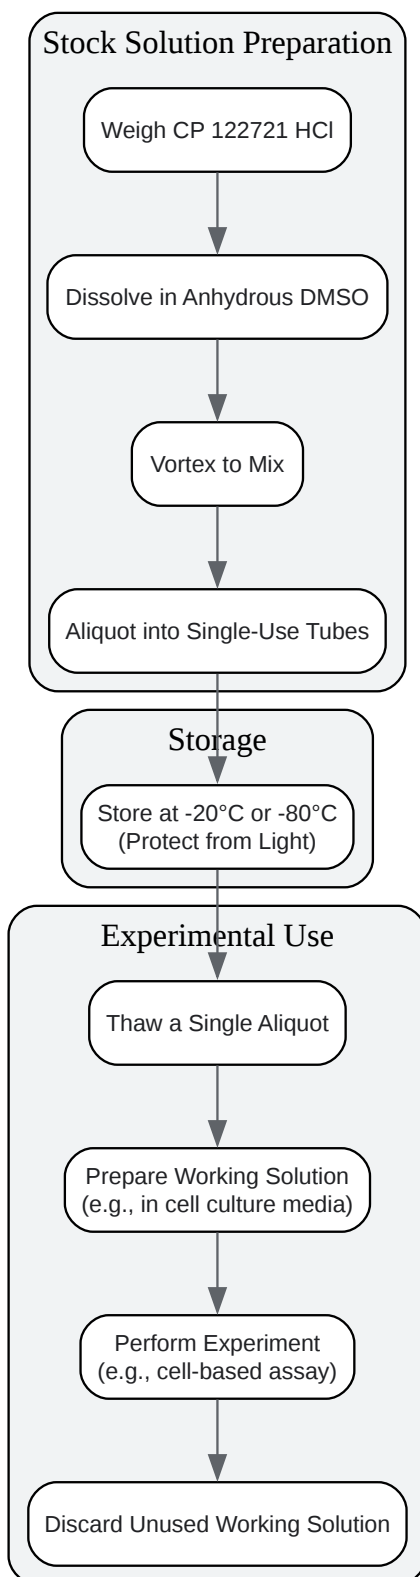 Stock Solution Preparation
Weigh CP 122721 HCl
Dissolve in Anhydrous DMSO
Vortex to Mix
Aliquot into Single-Use Tubes
Storage
Store at -20°C or -80°C
(Protect from Light)
Experimental Use
Thaw a Single Aliquot
Prepare Working Solution
(e.g., in cell culture media)
Perform Experiment
(e.g., cell-based assay)
Discard Unused Working Solution